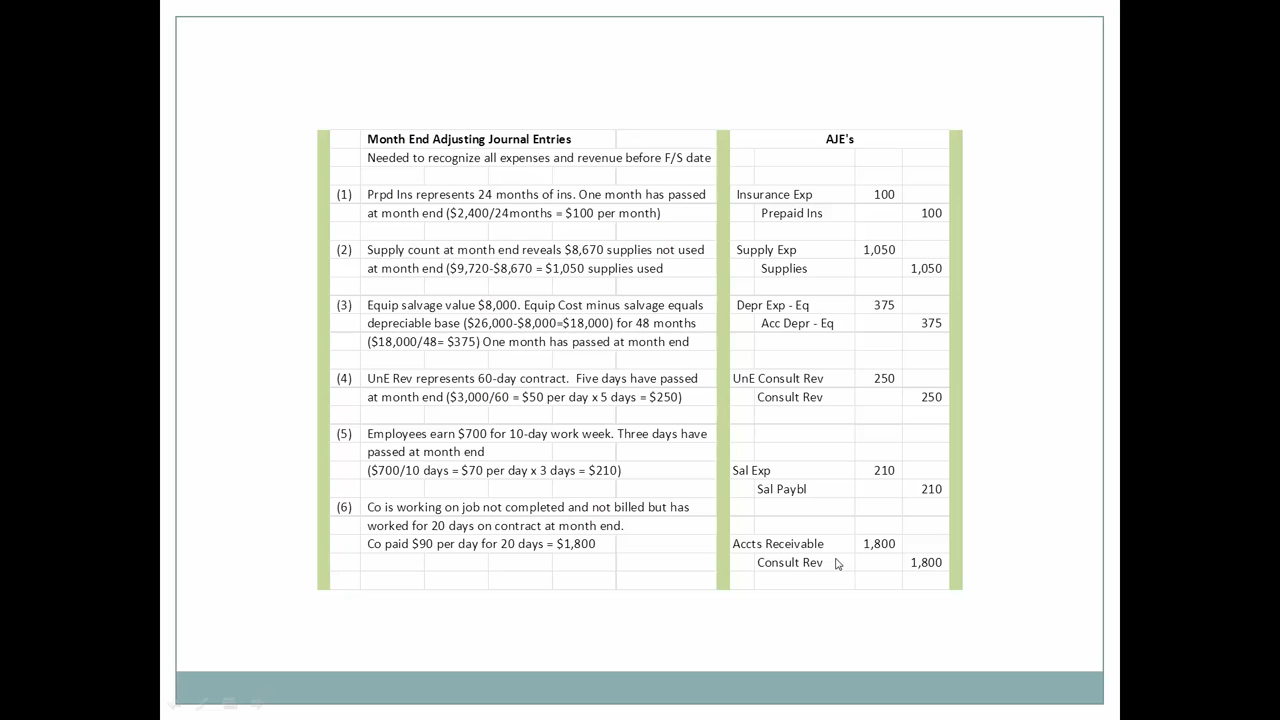 Month End Adjusting Journal Entries AJE's
Needed to recognize all expenses and revenue before F/S date
(1) Prpd Ins represents 24 months of ins. One month has passed Insurance Exp 100
at month end ($2,400/24months = $100 per month) Prepaid Ins 100
(2) Supply count at month end reveals $8,670 supplies not used Supply Exp 1,050
at month end ($9,720-$8,670 = $1,050 supplies used Supplies 1,050
(3) Equip salvage value $8,000. Equip Cost minus salvage equals Depr Exp - Eq 375
depreciable base ($26,000-$8,000=$18,000) for 48 months Acc Depr - Eq 375
($18,000/48= $375) One month has passed at month end
(4) UnE Rev represents 60-day contract. Five days have passed UnE Consult Rev 250
at month end ($3,000/60 = $50 per day x 5 days = $250) Consult Rev 250
(5) Employees earn $700 for 10-day work week. Three days have
passed at month end
($700/10 days = $70 per day x 3 days = $210) Sal Exp 210
Sal Paybl 210
(6) Co is working on job not completed and not billed but has
worked for 20 days on contract at month end.
Co paid $90 per day for 20 days = $1,800 Accts Receivable 1,800
Consult Rev 1,800